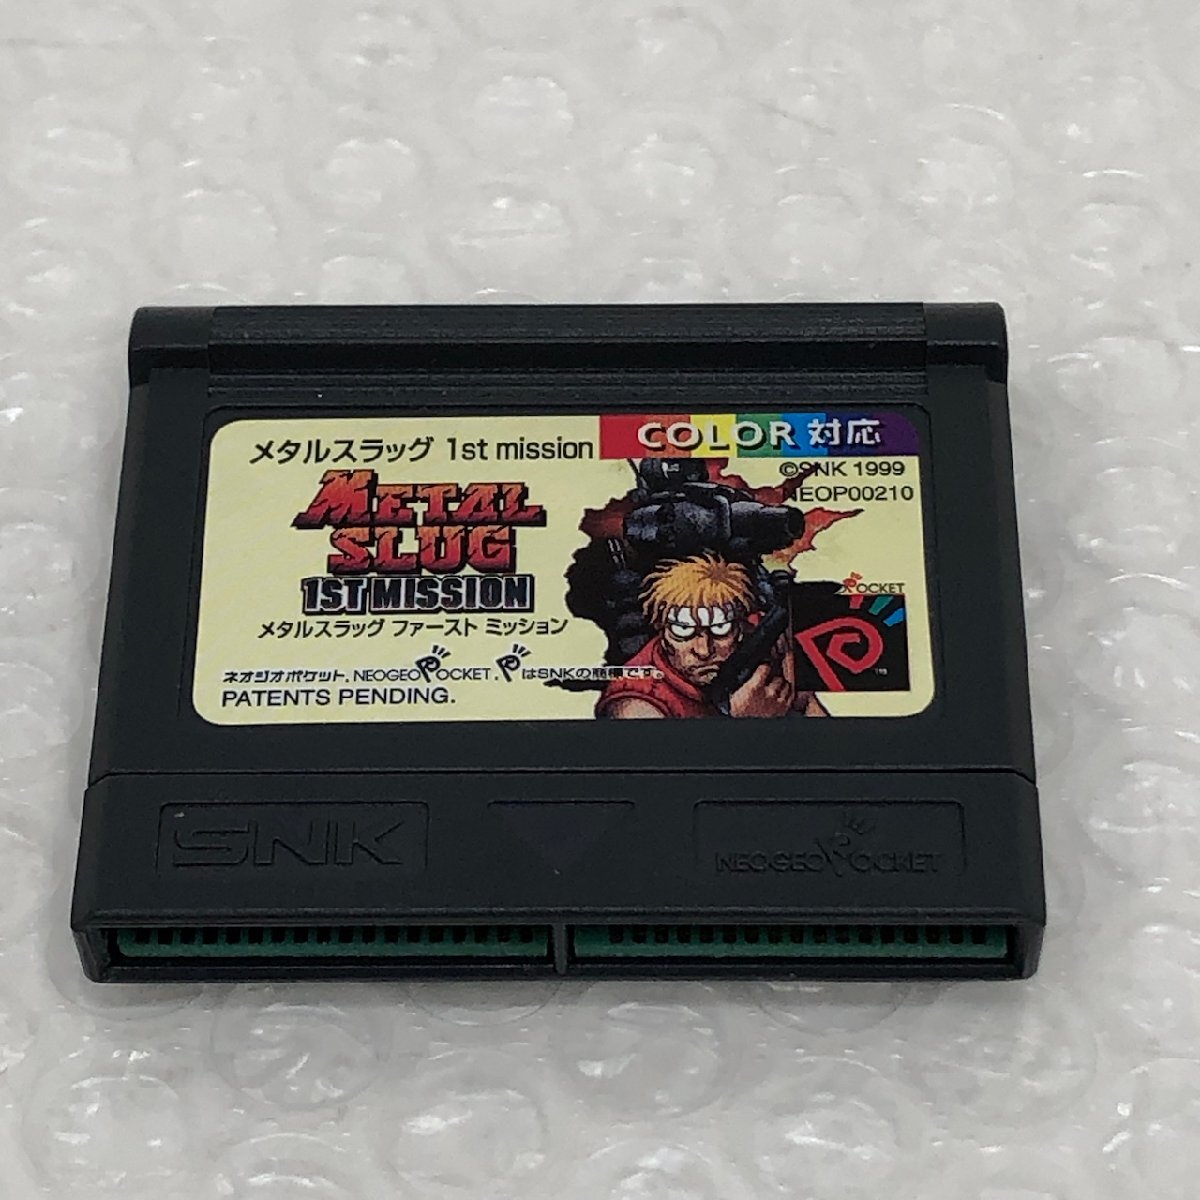 メタルスラッグ 1st mission
COLOR 対応
©SNK 1999
NEOP00210
METAL
SLUG
1ST MISSION
メタルスラッグ ファースト ミッション
POCKET
TM
ネオジオポケット, NEOGEO POCKET, PはSNKの商標です。
PATENTS PENDING.
SNK
NEOGEO POCKET